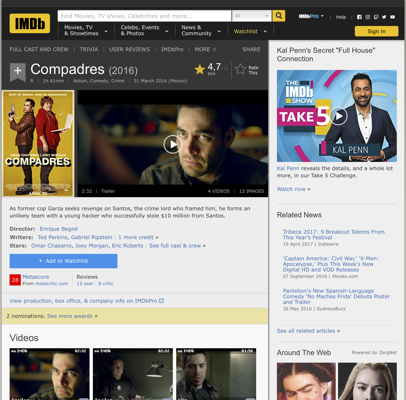 IMDb
Find Movies, TV shows, Celebrities and more...
All
Movies, TV & Showtimes
Celebs, Events & Photos
News & Community
Watchlist
IMDbPro
Help
Sign in
FULL CAST AND CREW | TRIVIA | USER REVIEWS | IMDbPro | MORE
SHARE
Compadres (2016)
4,7
Rate This
1h 41min | Action, Comedy, Crime | 31 March 2016 (Mexico)
COMPADRES
2:32 | Trailer
4 VIDEOS | 12 IMAGES
As former cop Garza seeks revenge on Santos, the crime lord who framed him, he forms an
unlikely team with a young hacker who successfully stole $10 million from Santos.
Director: Enrique Begné
Writers: Ted Perkins, Gabriel Ripstein | 1 more credit »
Stars: Omar Chaparro, Joey Morgan, Eric Roberts | See full cast & crew »
+ Add to Watchlist
28 Metascore
From metacritic.com
Reviews
12 user | 8 critic
View production, box office, & company info on IMDbPro
2 nominations. See more awards »
Videos
Kal Penn's Secret "Full House"
Connection
THE IMDb SHOW
TAKE 5
KAL PENN
Kal Penn reveals the details, and a whole
lot more, in our Take 5 Challenge.
Watch now »
Related News
Tribeca 2017: 9 Breakout Talents From
This Year's Festival
19 April 2017 | Indiewire
'Captain America: Civil War,' 'X-Men:
Apocalypse,' Plus This Week's New
Digital HD and VOD Releases
07 September 2016 | Movies.com
Pantelion's New Spanish-Language
Comedy 'No Manches Frida' Debuts Poster
and Trailer
26 May 2016 | SydneysBuzz
See all related articles »
Around The Web
Powered by ZergNet